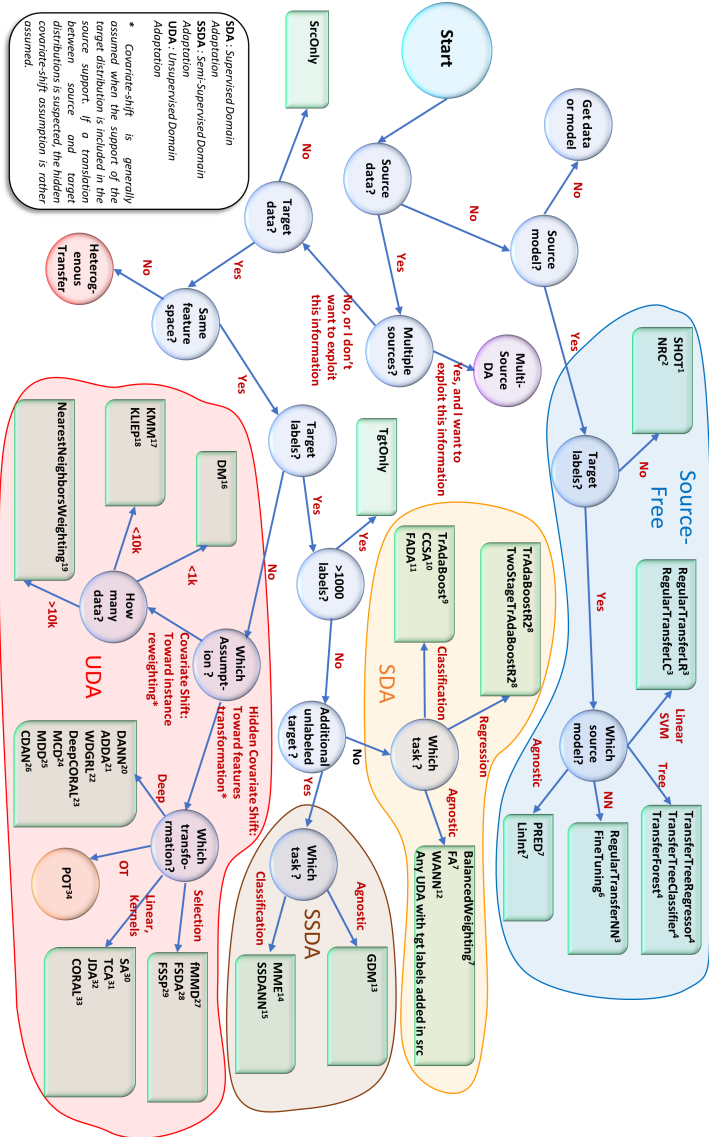 Start
Source
data?
No
Source
model?
No
Get data
or model
Yes
Source-
Free
Target
labels?
No
SHOT¹
NRC²
Yes
Which
source
model?
Linear
SVM
RegularTransferLR³
RegularTransferLC³
Tree
TransferTreeRegressor⁴
TransferTreeClassifier⁴
TransferForest⁴
NN
RegularTransferNN³
FineTuning⁶
Agnostic
PRED⁷
LinInt⁷
Yes
Multiple
sources?
Yes, and I want to
exploit this information
Multi-
Source
DA
No, or I don't
want to exploit
this information
Target
data?
No
SrcOnly
Yes
Same
feature
space?
No
Heterog-
enous
Transfer
Yes
Target
labels?
Yes
>1000
labels?
Yes
TgtOnly
No
Additional
unlabeled
target ?
No
SDA
Which
task ?
Classification
TrAdaBoost⁹
CCSA¹⁰
FADA¹¹
Regression
TrAdaBoostR2⁸
TwoStageTrAdaBoostR2⁸
Agnostic
BalancedWeighting⁷
FA⁷
WANN¹²
Any UDA with tgt labels added in src
Yes
SSDA
Which
task ?
Agnostic
GDM¹³
Classification
MME¹⁴
SSDANN¹⁵
No
UDA
Which
Assumpt-
ion ?
Covariate Shift:
Toward instance
reweighting*
How
many
data?
<1k
DM¹⁶
<10k
KMM¹⁷
KLIEP¹⁸
>10k
NearestNeighborsWeighting¹⁹
Hidden Covariate Shift:
Toward features
transformation*
Which
transfo-
rmation?
Deep
DANN²⁰
ADDA²¹
WDGRL²²
DeepCORAL²³
MCD²⁴
MDD²⁵
CDAN²⁶
OT
POT³⁴
Linear,
Kernels
SA³⁰
TCA³¹
JDA³²
CORAL³³
Selection
fMMD²⁷
FSDA²⁸
FSSP²⁹
SDA : Supervised Domain
Adaptation
SSDA : Semi-Supervised Domain
Adaptation
UDA : Unsupervised Domain
Adaptation
* Covariate-shift is generally
assumed when the support of the
target distribution is included in the
source support. If a translation
between source and target
distributions is suspected, the hidden
covariate-shift assumption is rather
assumed.